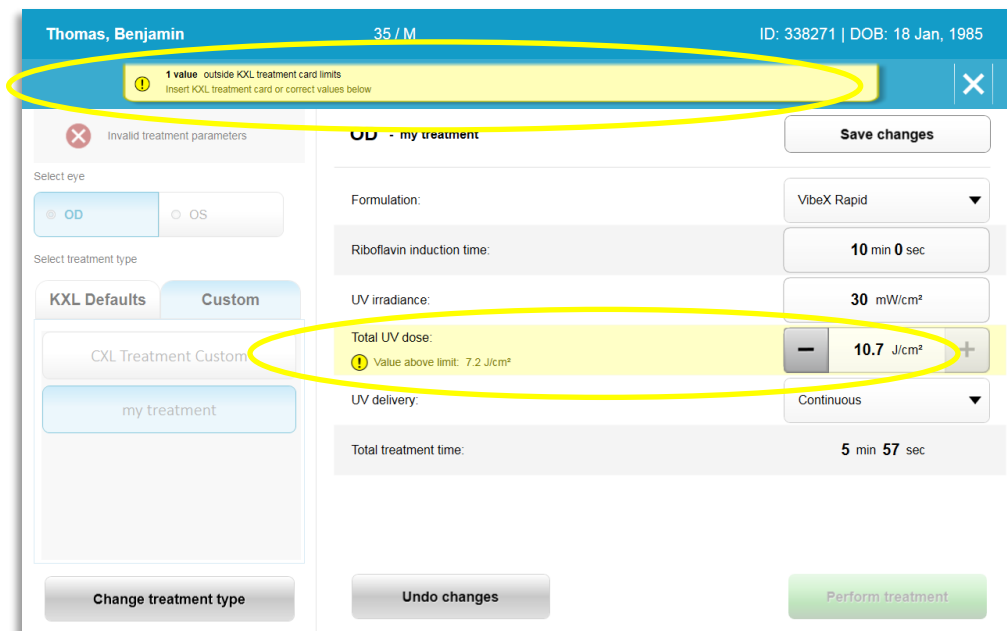 Thomas, Benjamin 35 / M ID: 338271 | DOB: 18 Jan, 1985
1 value outside KXL treatment card limits
Insert KXL treatment card or correct values below
Invalid treatment parameters
OD - my treatment
Save changes
Select eye
OD OS
Select treatment type
KXL Defaults Custom
CXL Treatment Custom
my treatment
Change treatment type
Formulation: VibeX Rapid
Riboflavin induction time: 10 min 0 sec
UV irradiance: 30 mW/cm²
Total UV dose: 10.7 J/cm²
Value above limit: 7.2 J/cm²
UV delivery: Continuous
Total treatment time: 5 min 57 sec
Undo changes
Perform treatment